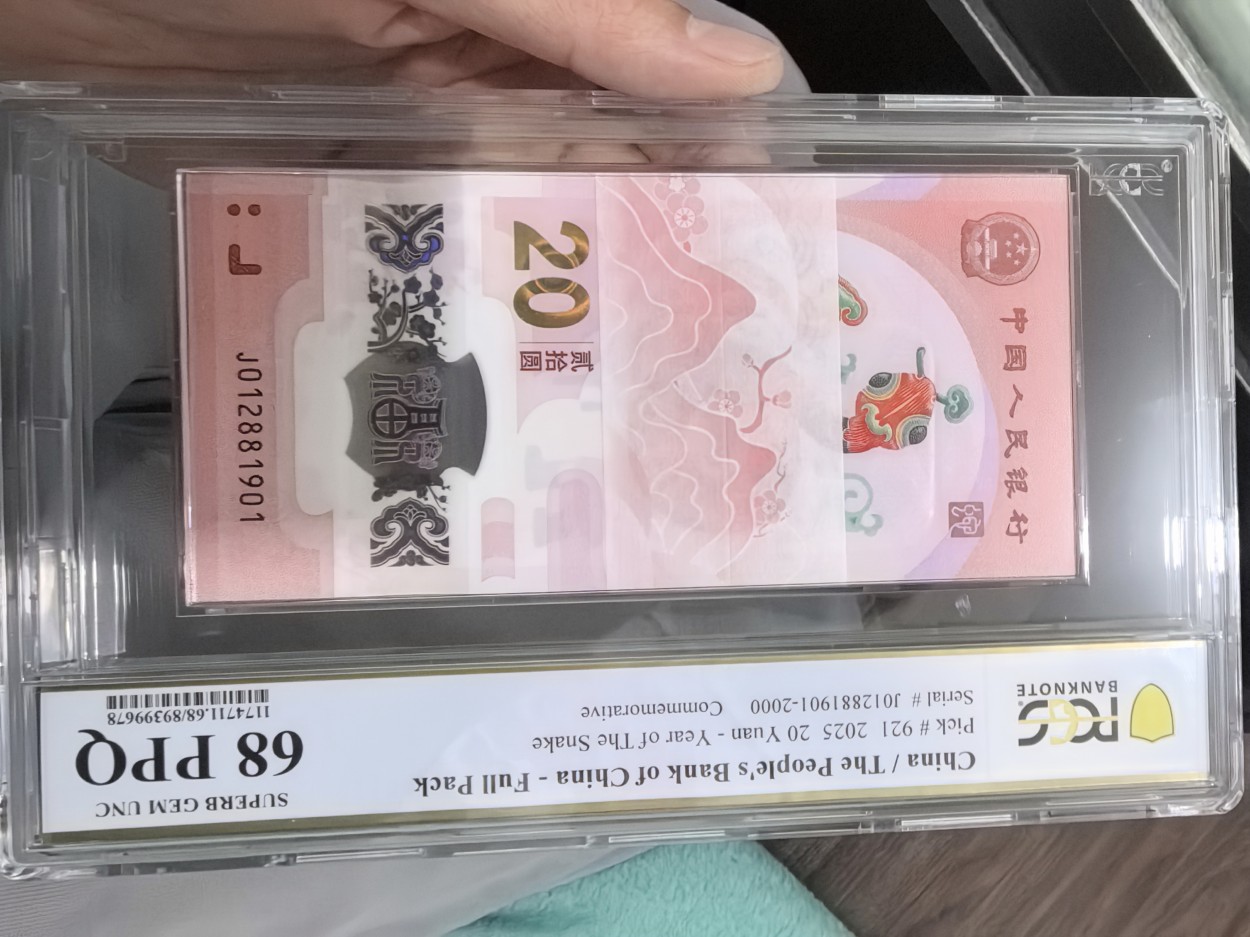 PCGS
BANKNOTE
China / The People's Bank of China - Full Pack
Pick # 921 2025 20 Yuan - Year of The Snake
Serial # J012881901-2000 Commemorative
SUPERB GEM UNC
68 PPQ
1174711.68/89399678
中国人民银行
20
贰拾圆
J012881901